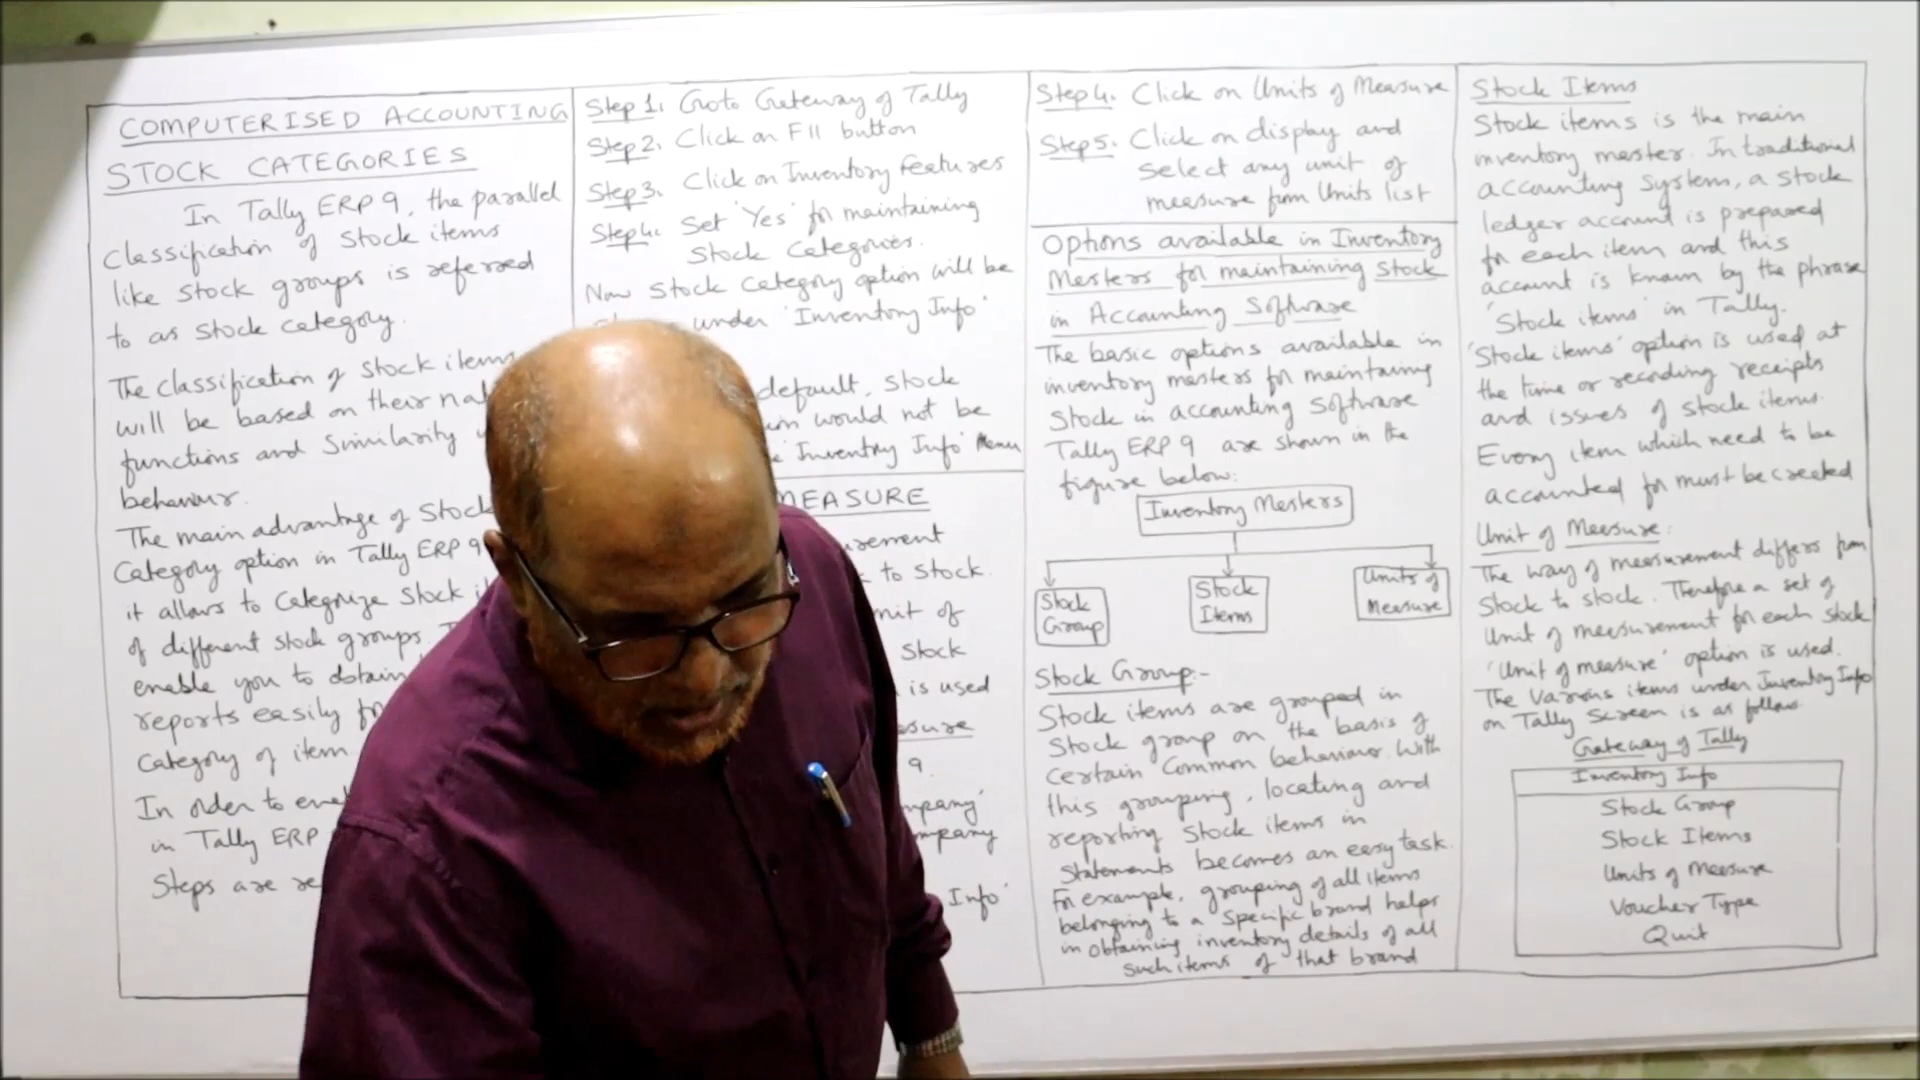 COMPUTERISED ACCOUNTING
STOCK CATEGORIES
In Tally ERP 9, the parallel
classification of stock items
like stock groups is referred
to as stock category.
The classification of stock items
will be based on their
functions and similarity
behaviour.
The main advantage of Stock
Category option in Tally ERP 9
it allows to categorize stock
of different stock groups.
enable you to obtain
reports easily
category of item
In order to
in Tally ERP
Steps are
Step 1. Goto Gateway of Tally
Step 2. Click on F11 button
Step 3. Click on Inventory features
Step 4. Set 'Yes' for maintaining
Stock Categories.
Now Stock Category option will be
under 'Inventory Info'
default, Stock
would not be
'Inventory Info' Menu
MEASURE
to stock.
of
stock
is used
9.
Info'
Step 4. Click on Units of Measure
Step 5. Click on display and
select any unit of
measure from Units list
Options available in Inventory
Masters for maintaining Stock
in Accounting Software
The basic options available in
inventory masters for maintaining
Stock in accounting Software
Tally ERP 9 are shown in the
figure below:
Inventory Masters
Stock
Group
Stock
Items
Units of
Measure
Stock Group:-
Stock items are grouped in
Stock group on the basis of
certain common behaviour. With
this grouping, locating and
reporting Stock items in
statements becomes an easy task.
For example, grouping of all items
belonging to a specific brand helps
in obtaining inventory details of all
such items of that brand
Stock Items
Stock items is the main
inventory master. In traditional
accounting system, a stock
ledger account is prepared
for each item and this
account is known by the phrase
'Stock items' in Tally.
'Stock items' option is used at
the time or recording receipts
and issues of stock items.
Every item which need to be
accounted for must be created
Unit of Measure:
The way of measurement differs from
Stock to stock. Therefore a set of
Unit of measurement for each stock
'Unit of measure' option is used.
The Various items under Inventory Info
on Tally Screen is as follow
Gateway of Tally
Inventory Info
Stock Group
Stock Items
Units of Measure
Voucher Type
Quit